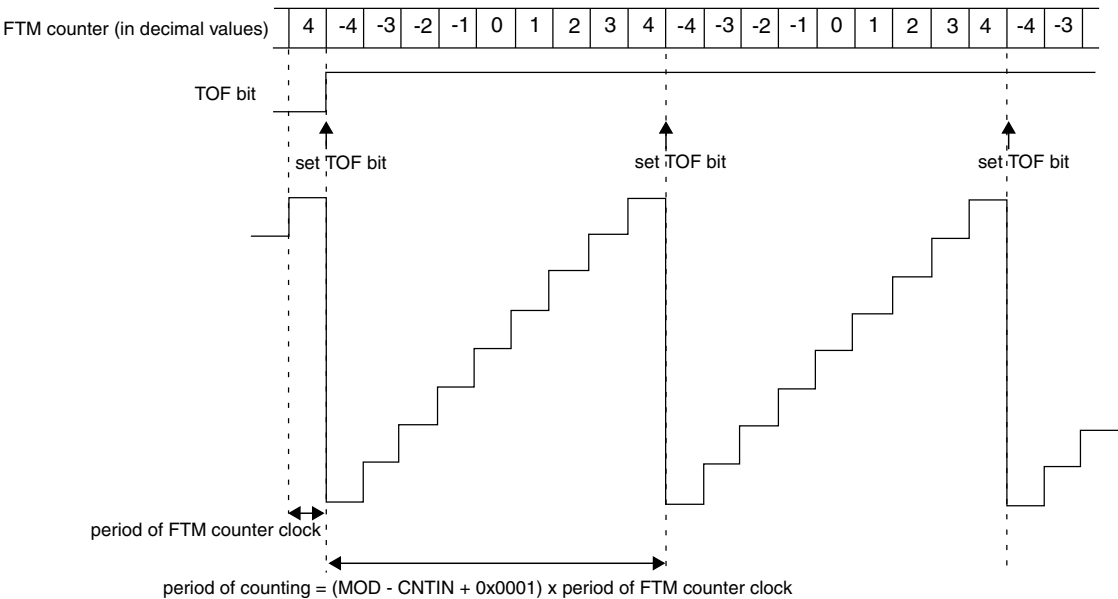 FTM counter (in decimal values) 4 -4 -3 -2 -1 0 1 2 3 4 -4 -3 -2 -1 0 1 2 3 4 -4 -3
TOF bit
set TOF bit set TOF bit set TOF bit
period of FTM counter clock
period of counting = (MOD - CNTIN + 0x0001) x period of FTM counter clock